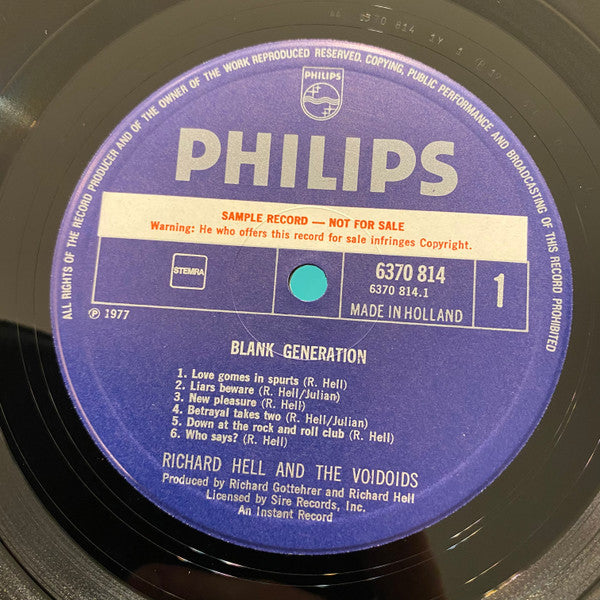 6370 814 1Y 1
ALL RIGHTS OF THE RECORD PRODUCER AND OF THE OWNER OF THE WORK REPRODUCED RESERVED. COPYING, PUBLIC PERFORMANCE AND BROADCASTING OF THIS RECORD PROHIBITED
PHILIPS
PHILIPS
SAMPLE RECORD — NOT FOR SALE
Warning: He who offers this record for sale infringes Copyright.
STEMRA
6370 814
6370 814.1
1
MADE IN HOLLAND
℗ 1977
BLANK GENERATION
1. Love gomes in spurts (R. Hell)
2. Liars beware (R. Hell/Julian)
3. New pleasure (R. Hell)
4. Betrayal takes two (R. Hell/Julian)
5. Down at the rock and roll club (R. Hell)
6. Who says? (R. Hell)
RICHARD HELL AND THE VOIDOIDS
Produced by Richard Gottehrer and Richard Hell
Licensed by Sire Records, Inc.
An Instant Record